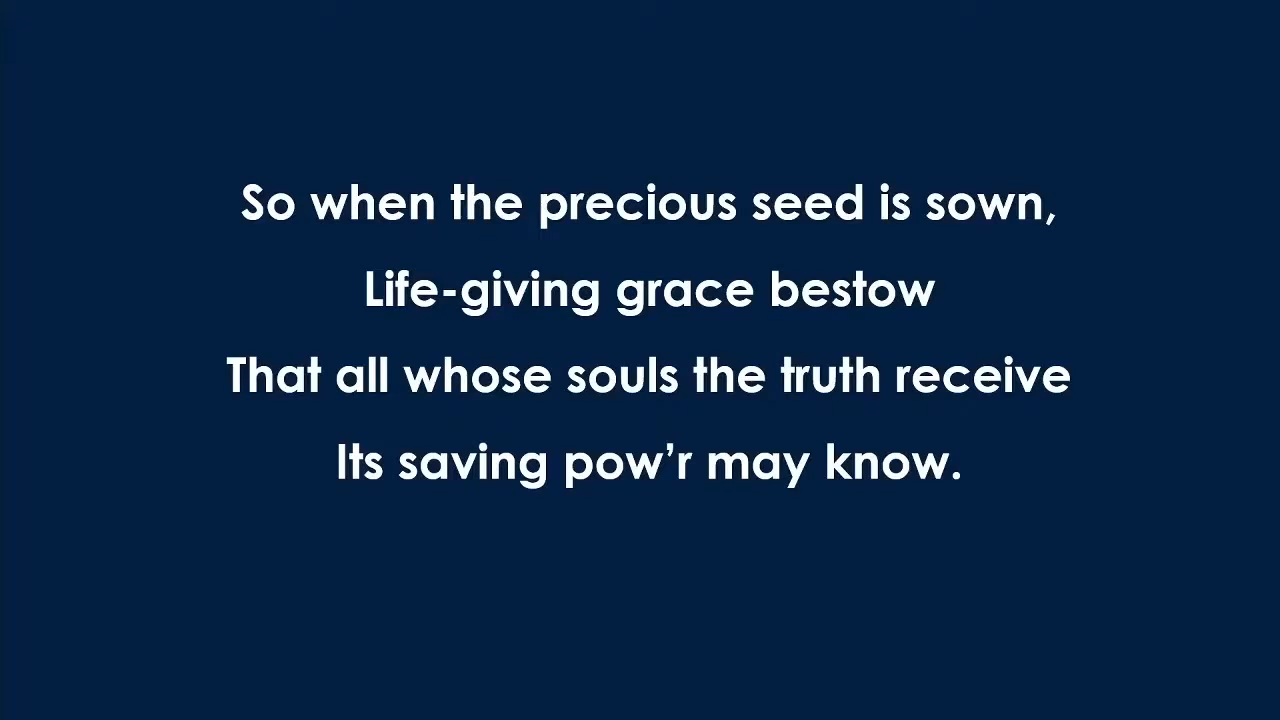 So when the precious seed is sown,
Life-giving grace bestow
That all whose souls the truth receive
Its saving pow’r may know.